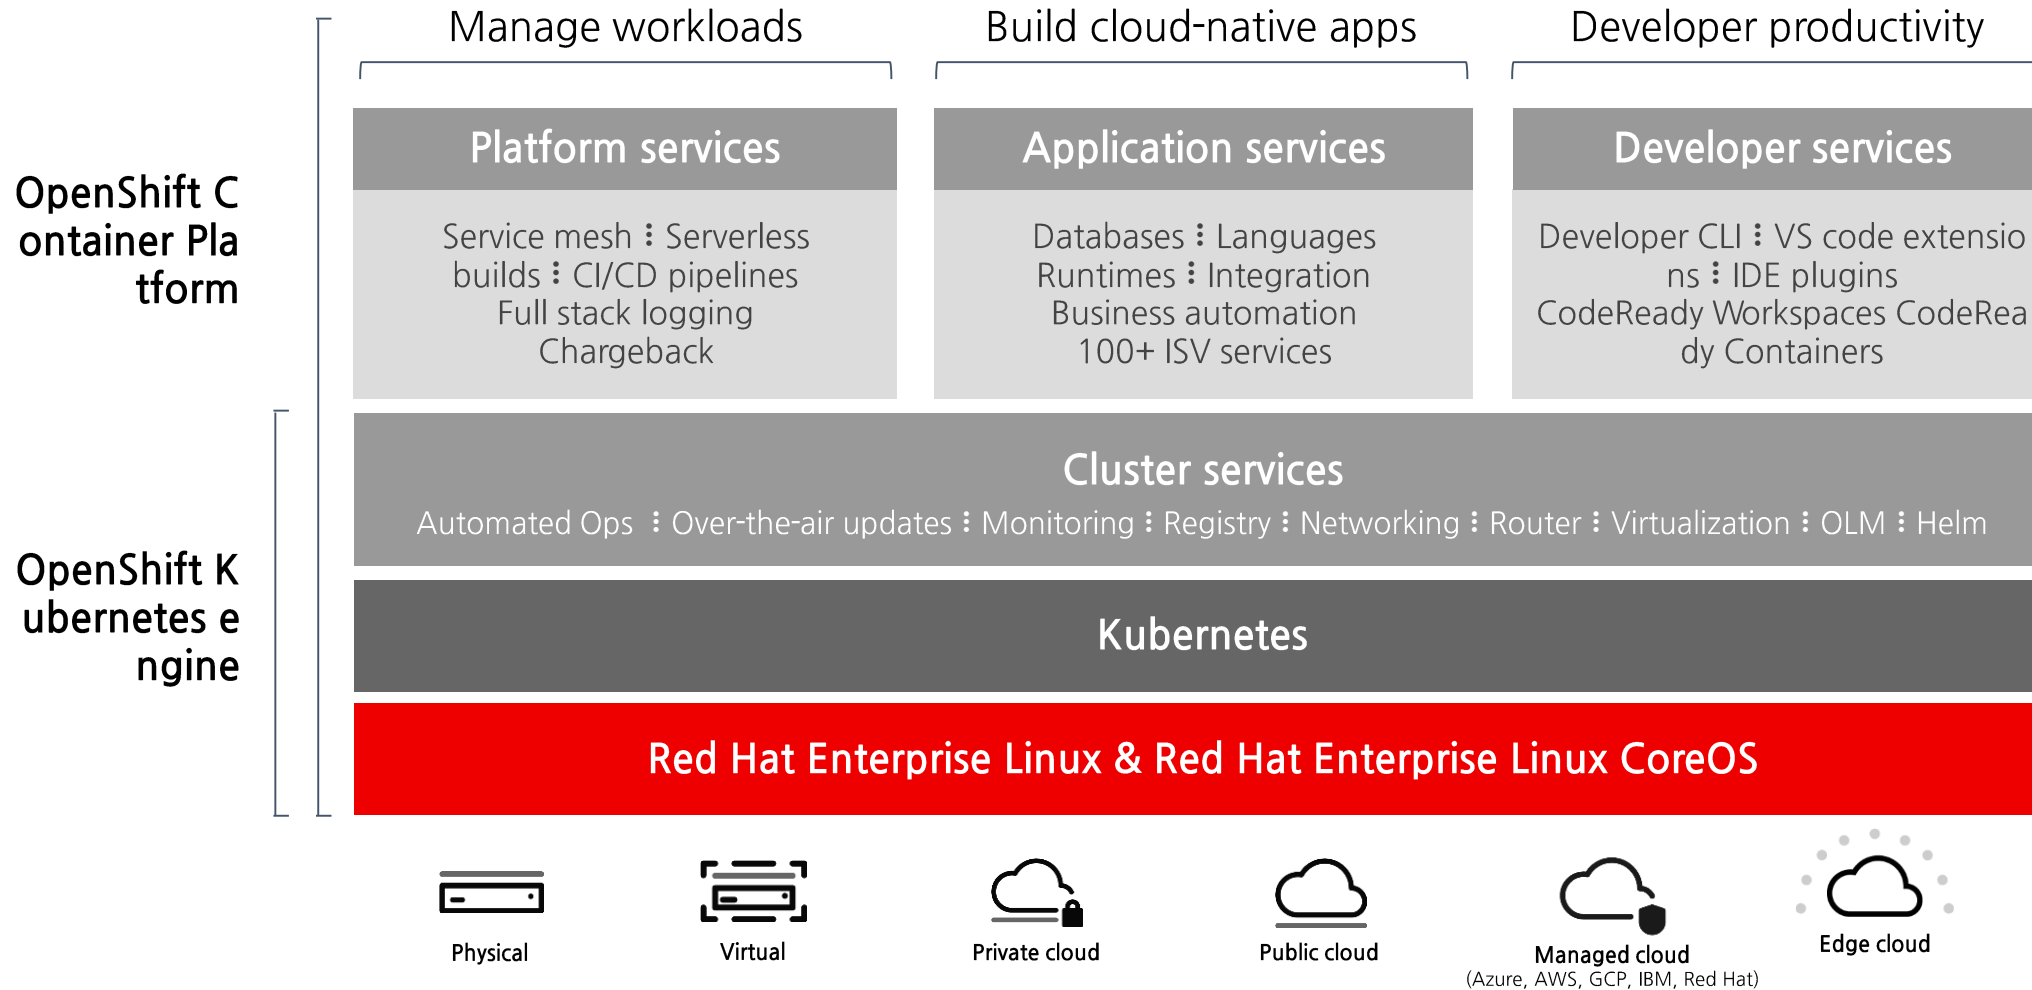 Manage workloads
Build cloud-native apps
Developer productivity
OpenShift C
ontainer Pla
tform
Platform services
Service mesh ⁝ Serverless
builds ⁝ CI/CD pipelines
Full stack logging
Chargeback
Application services
Databases ⁝ Languages
Runtimes ⁝ Integration
Business automation
100+ ISV services
Developer services
Developer CLI ⁝ VS code extensio
ns ⁝ IDE plugins
CodeReady Workspaces CodeRea
dy Containers
OpenShift K
ubernetes e
ngine
Cluster services
Automated Ops ⁝ Over-the-air updates ⁝ Monitoring ⁝ Registry ⁝ Networking ⁝ Router ⁝ Virtualization ⁝ OLM ⁝ Helm
Kubernetes
Red Hat Enterprise Linux & Red Hat Enterprise Linux CoreOS
Physical
Virtual
Private cloud
Public cloud
Managed cloud
(Azure, AWS, GCP, IBM, Red Hat)
Edge cloud